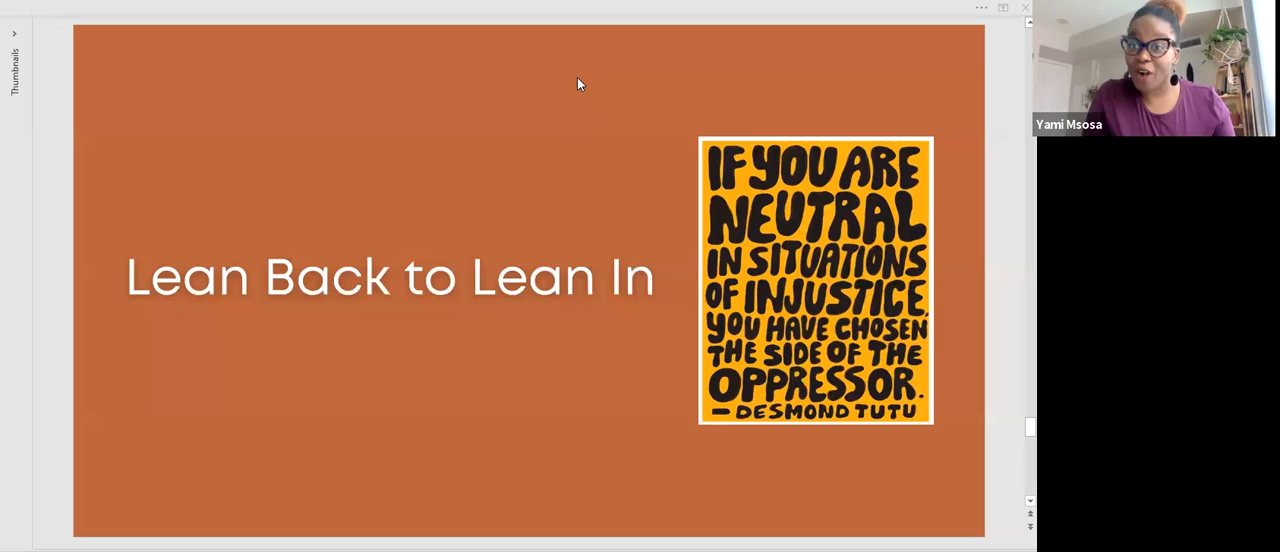 Thumbnails
Lean Back to Lean In
IF YOU ARE
NEUTRAL
IN SITUATIONS
OF INJUSTICE,
YOU HAVE CHOSEN
THE SIDE OF THE
OPPRESSOR.
— DESMOND TUTU
Yami Msosa